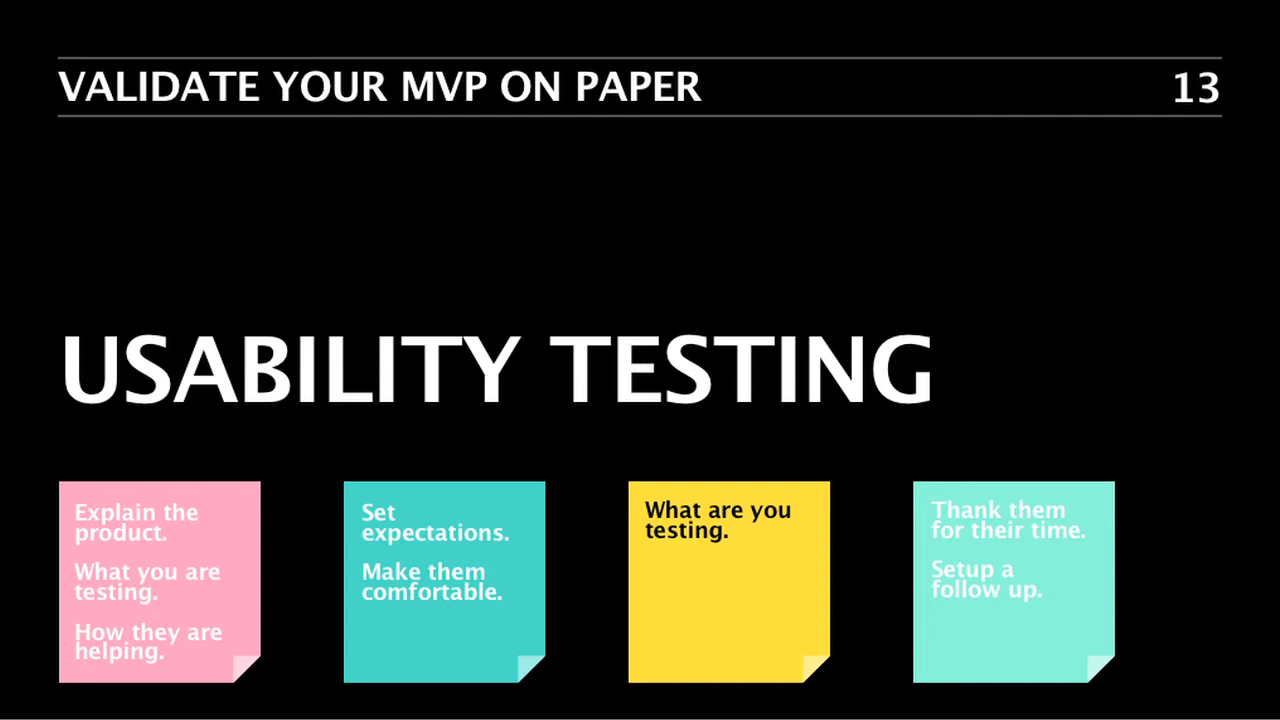 VALIDATE YOUR MVP ON PAPER 13
USABILITY TESTING
Explain the
product.
What you are
testing.
How they are
helping.
Set
expectations.
Make them
comfortable.
What are you
testing.
Thank them
for their time.
Setup a
follow up.